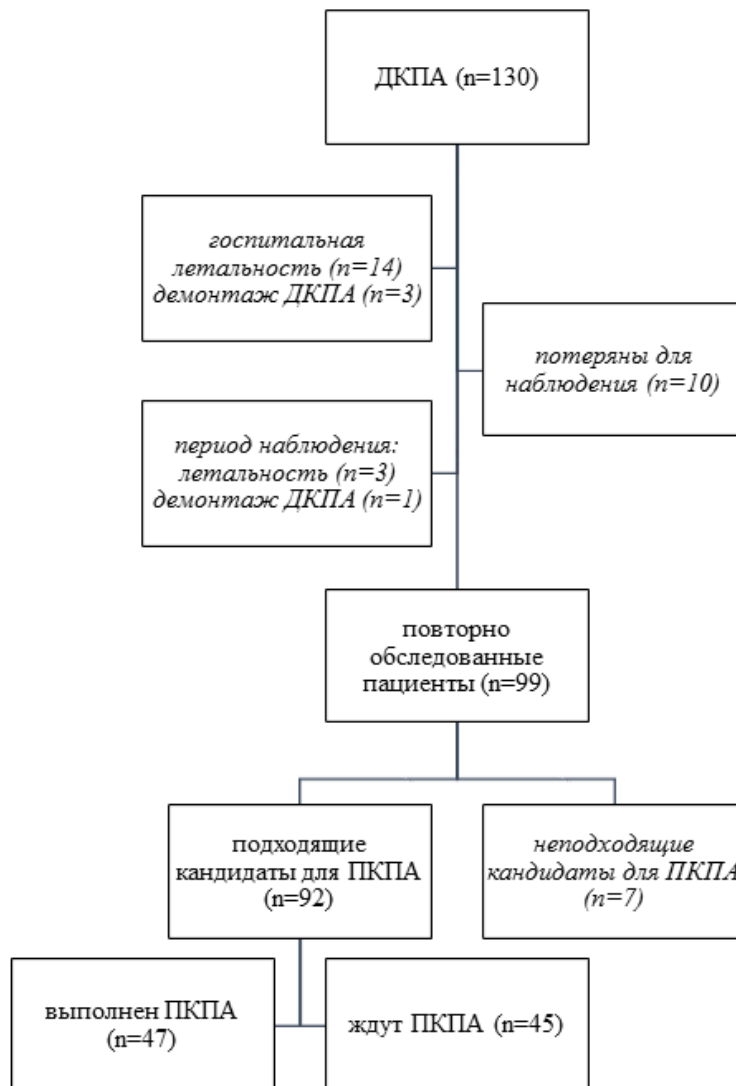 ДКПА (n=130)
госпитальная
летальность (n=14)
демонтаж ДКПА (n=3)
потеряны для
наблюдения (n=10)
период наблюдения:
летальность (n=3)
демонтаж ДКПА (n=1)
повторно
обследованные
пациенты (n=99)
подходящие
кандидаты для ПКПА
(n=92)
неподходящие
кандидаты для ПКПА
(n=7)
выполнен ПКПА
(n=47)
ждут ПКПА (n=45)